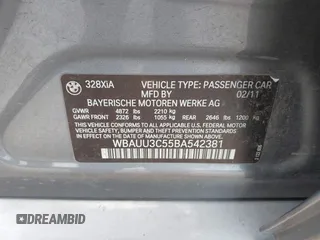 328XiA VEHICLE TYPE: PASSENGER CAR
MFD BY 02/11
BAYERISCHE MOTOREN WERKE AG
GVWR 4872 lbs 2210 kg
GAWR FRONT 2326 lbs 1055 kg REAR 2646 lbs 1200 kg
THIS VEHICLE CONFORMS TO ALL APPLICABLE FEDERAL
MOTOR VEHICLE SAFETY, BUMPER, AND THEFT PREVENTION
STANDARDS IN EFFECT ON THE DATE OF MANUFACTURE SHOWN ABOVE.
WBAUU3C55BA542381
DREAMBID